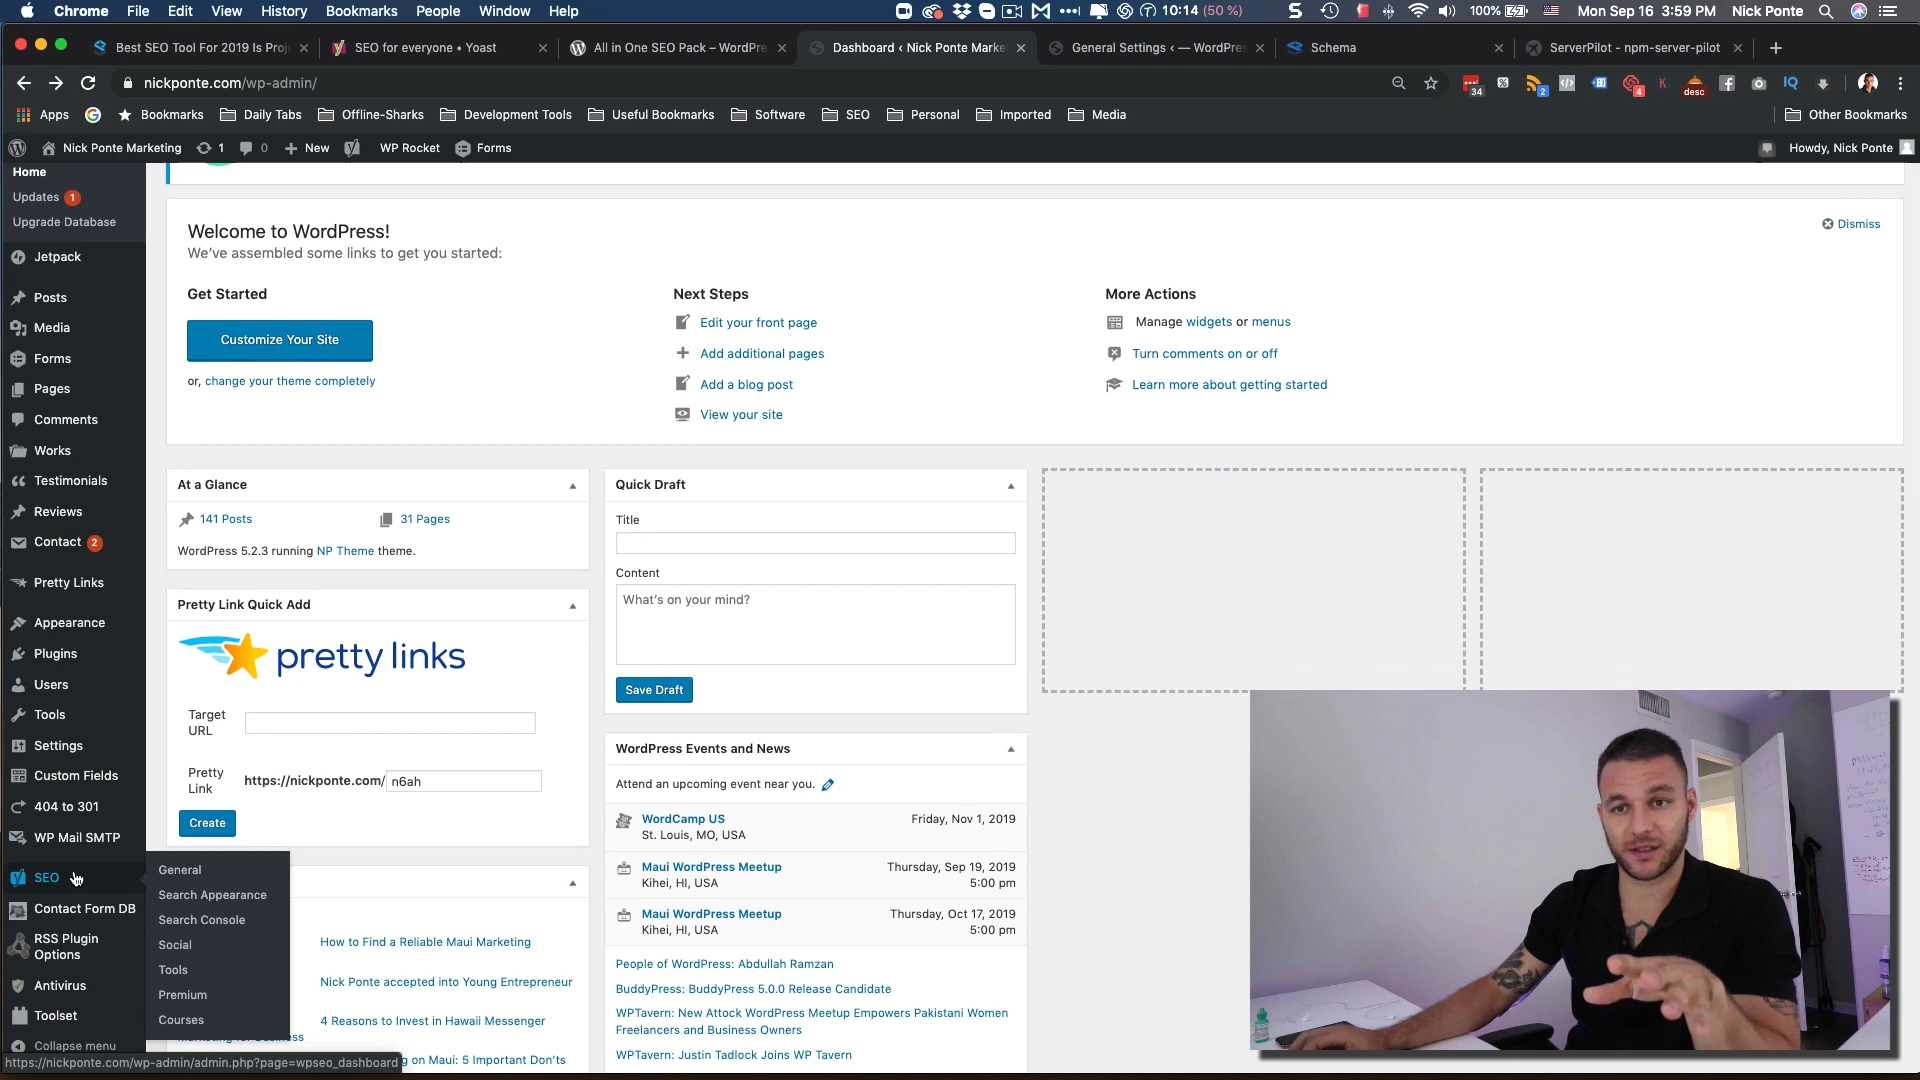 Chrome File Edit View History Bookmarks People Window Help 10:14 (50 %) 100% Mon Sep 16 3:59 PM Nick Ponte
Best SEO Tool For 2019 Is Proj
SEO for everyone • Yoast
All in One SEO Pack – WordPre
Dashboard ‹ Nick Ponte Marke
General Settings ‹ — WordPres
Schema
ServerPilot - npm-server-pilot
nickponte.com/wp-admin/
34
2
4
desc
Apps Bookmarks Daily Tabs Offline-Sharks Development Tools Useful Bookmarks Software SEO Personal Imported Media Other Bookmarks
Nick Ponte Marketing 1 0 New WP Rocket Forms Howdy, Nick Ponte
Home
Updates 1
Upgrade Database
Jetpack
Posts
Media
Forms
Pages
Comments
Works
Testimonials
Reviews
Contact 2
Pretty Links
Appearance
Plugins
Users
Tools
Settings
Custom Fields
404 to 301
WP Mail SMTP
SEO
Contact Form DB
RSS Plugin
Options
Antivirus
Toolset
Collapse menu
General
Search Appearance
Search Console
Social
Tools
Premium
Courses
https://nickponte.com/wp-admin/admin.php?page=wpseo_dashboard
Welcome to WordPress!
We've assembled some links to get you started:
Dismiss
Get Started
Customize Your Site
or, change your theme completely
Next Steps
Edit your front page
Add additional pages
Add a blog post
View your site
More Actions
Manage widgets or menus
Turn comments on or off
Learn more about getting started
At a Glance
141 Posts
31 Pages
WordPress 5.2.3 running NP Theme theme.
Pretty Link Quick Add
pretty links
Target
URL
Pretty
Link
https://nickponte.com/ n6ah
Create
How to Find a Reliable Maui Marketing
Nick Ponte accepted into Young Entrepreneur
4 Reasons to Invest in Hawaii Messenger
Marketing for Business
g on Maui: 5 Important Don'ts
Quick Draft
Title
Content
What's on your mind?
Save Draft
WordPress Events and News
Attend an upcoming event near you.
WordCamp US Friday, Nov 1, 2019
St. Louis, MO, USA
Maui WordPress Meetup Thursday, Sep 19, 2019
Kihei, HI, USA 5:00 pm
Maui WordPress Meetup Thursday, Oct 17, 2019
Kihei, HI, USA 5:00 pm
People of WordPress: Abdullah Ramzan
BuddyPress: BuddyPress 5.0.0 Release Candidate
WPTavern: New Attock WordPress Meetup Empowers Pakistani Women
Freelancers and Business Owners
WPTavern: Justin Tadlock Joins WP Tavern